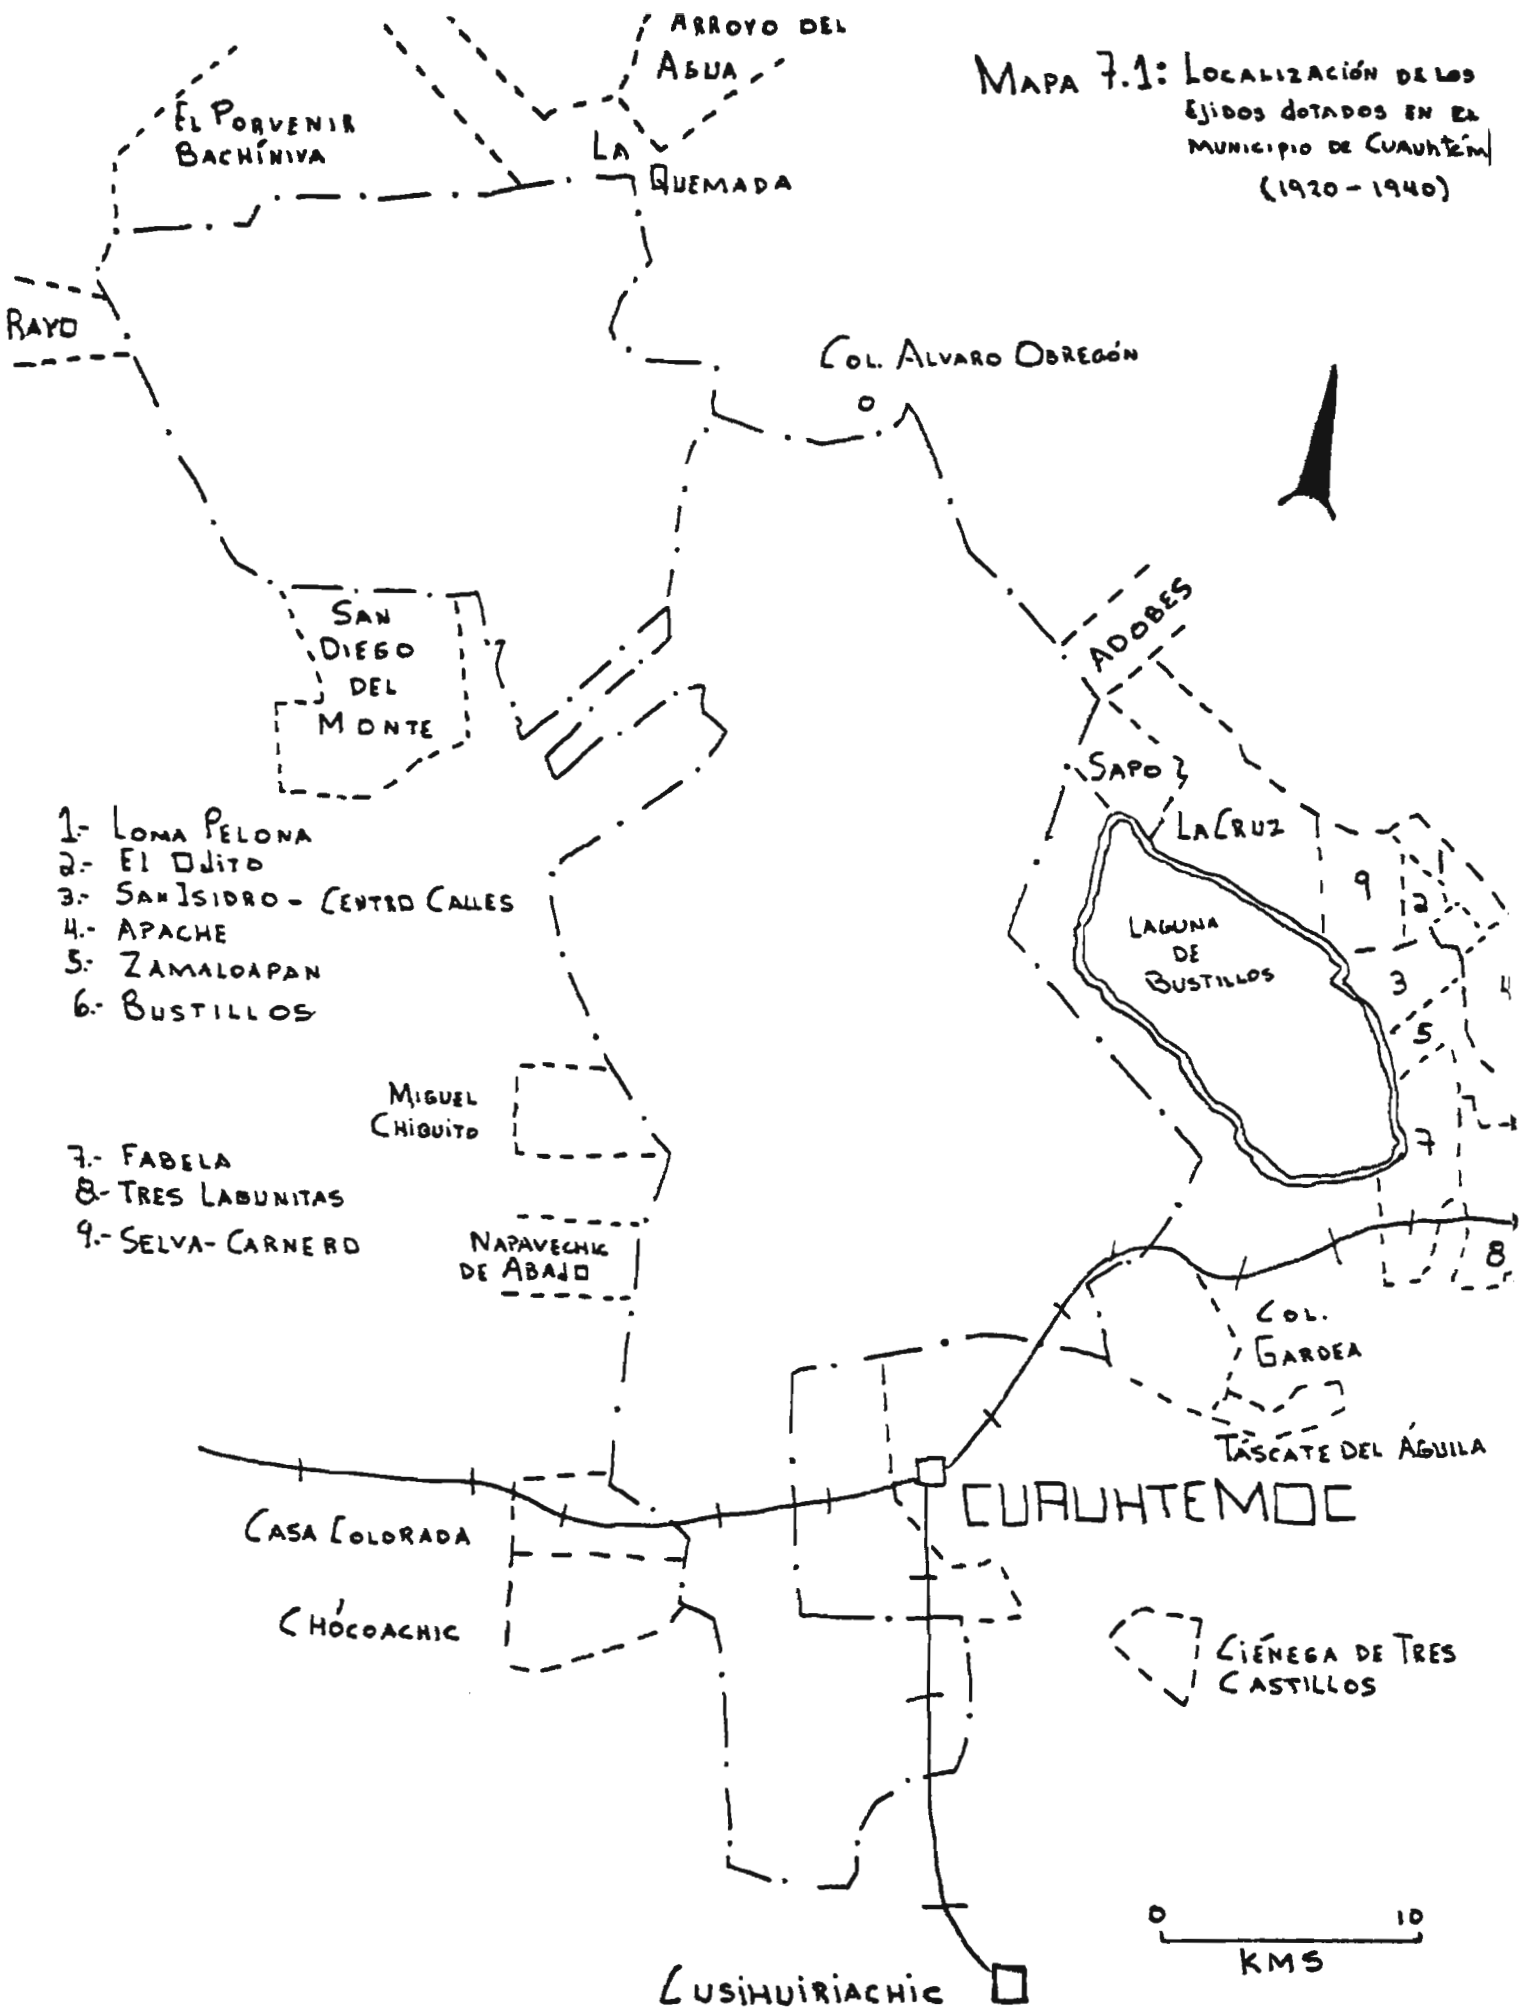 ARROYO DEL
AGUA
MAPA 7.1: LOCALIZACIÓN DE LOS
EJIDOS DOTADOS EN EL
MUNICIPIO DE CUAUHTÉM
(1920-1940)
EL PORVENIR
BACHÍNIVA
LA
QUEMADA
RAYO
COL. ALVARO OBREGÓN
ADOBES
SAN
DIEGO
DEL
MONTE
SAPO
LA CRUZ
1.- LOMA PELONA
2.- EL OJITO
3.- SAN ISIDRO - CENTRO CALLES
4.- APACHE
5.- ZAMALOAPAN
6.- BUSTILLOS
9
1
2
LAGUNA
DE
BUSTILLOS
3
4
5
MIGUEL
CHIQUITO
7
7.- FABELA
8.- TRES LAGUNITAS
9.- SELVA-CARNERO
NAPAVECHIC
DE ABAJO
8
COL.
GARDEA
TÁSCATE DEL ÁGUILA
CUAUHTEMOC
CASA COLORADA
CHÓCOACHIC
CIÉNEGA DE TRES
CASTILLOS
0 10
KMS
CUSIHUIRIACHIC